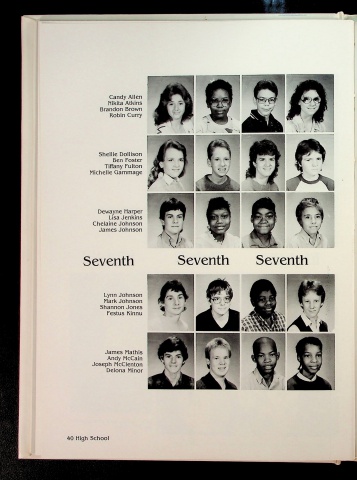 Candy Allen
Nikita Atkins
Brandon Brown
Robin Curry
Shellie Dollison
Ben Foster
Tiffany Fulton
Michelle Gammage
Dewayne Harper
Lisa Jenkins
Chelaine Johnson
James Johnson
Seventh Seventh Seventh
Lynn Johnson
Mark Johnson
Shannon Jones
Festus Kinnu
James Mathis
Andy McCain
Joseph McClenton
Delona Minor
40 High School